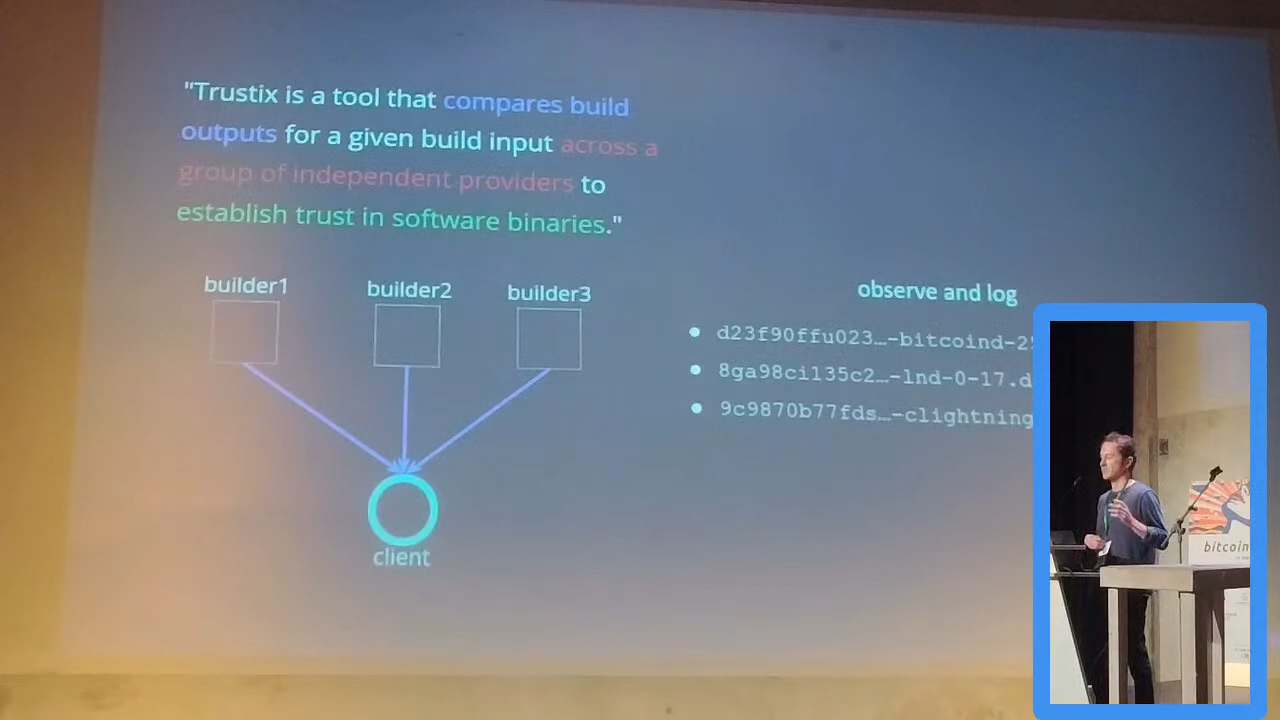 "Trustix is a tool that compares build
outputs for a given build input across a
group of independent providers to
establish trust in software binaries."
builder1
builder2
builder3
client
observe and log
d23f90ffu023…-bitcoind-2
8ga98ci135c2…-lnd-0-17.d
9c9870b77fds…-clightning
bitcoin